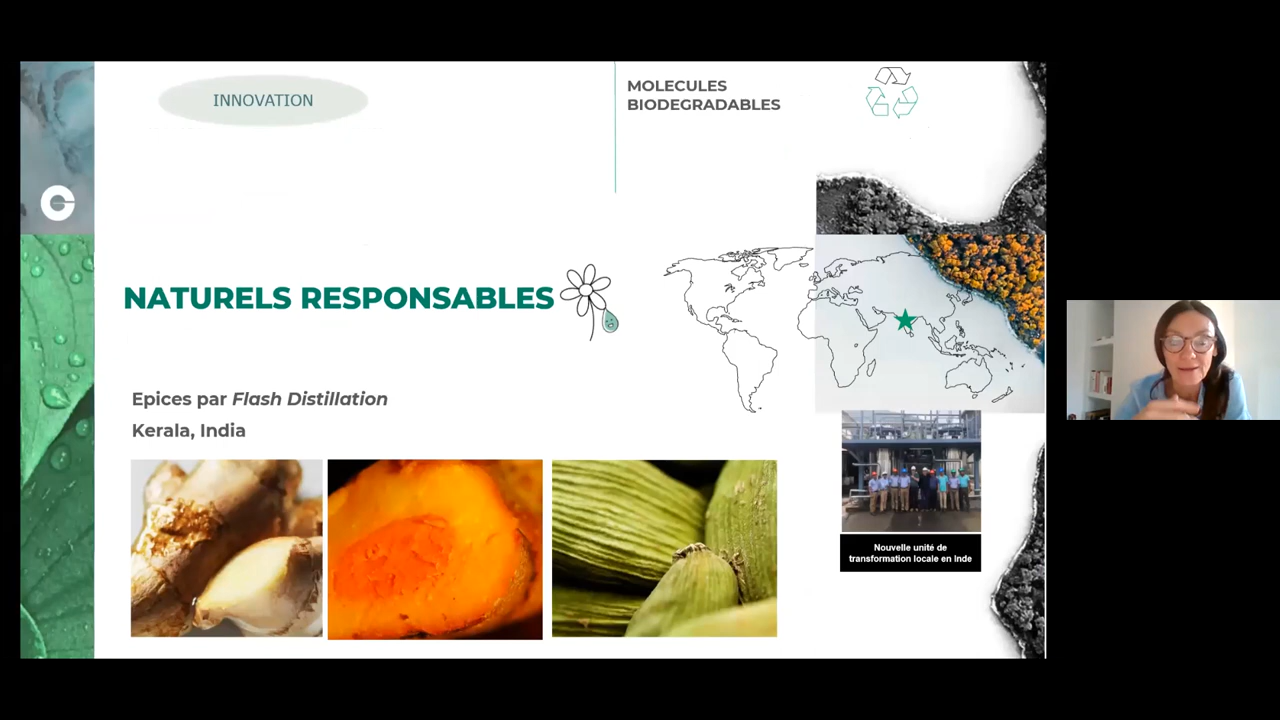 INNOVATION
MOLECULES
BIODEGRADABLES
NATURELS RESPONSABLES
Epices par Flash Distillation
Kerala, India
Nouvelle unité de
transformation locale en Inde